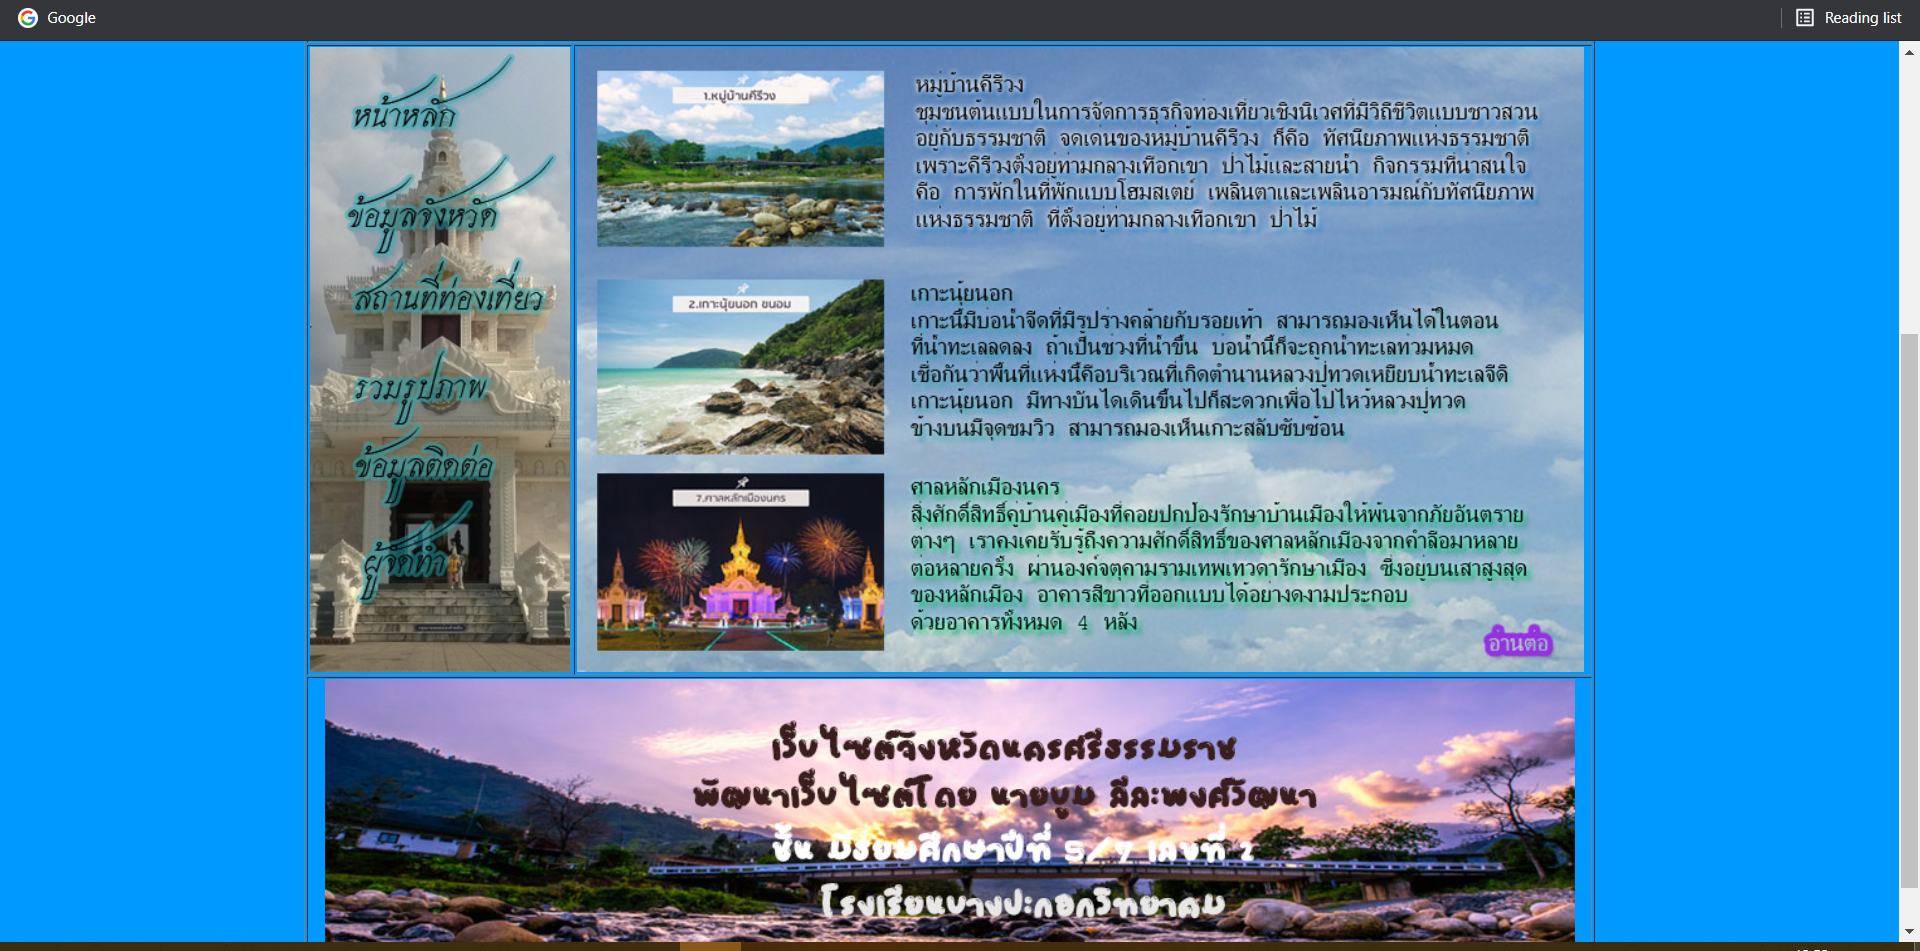 Google
Reading list
หน้าหลัก
ข้อมูลจังหวัด
สถานที่ท่องเที่ยว
รวมรูปภาพ
ข้อมูลติดต่อ
ผู้จัดทำ
1.หมู่บ้านคีรีวง
หมู่บ้านคีรีวง
ชุมชนต้นแบบในการจัดการธุรกิจท่องเที่ยวเชิงนิเวศที่มีวิถีชีวิตแบบชาวสวน
อยู่กับธรรมชาติ จุดเด่นของหมู่บ้านคีรีวง ก็คือ ทัศนียภาพแห่งธรรมชาติ
เพราะคีรีวงตั้งอยู่ท่ามกลางเทือกเขา ป่าไม้และสายน้ำ กิจกรรมที่น่าสนใจ
คือ การพักในที่พักแบบโฮมสเตย์ เพลินตาและเพลินอารมณ์กับทัศนียภาพ
แห่งธรรมชาติ ที่ตั้งอยู่ท่ามกลางเทือกเขา ป่าไม้
2.เกาะนุ้ยนอก ขนอม
เกาะนุ้ยนอก
เกาะนี้มีบ่อน้ำจืดที่มีรูปร่างคล้ายกับรอยเท้า สามารถมองเห็นได้ในตอน
ที่น้ำทะเลลดลง ถ้าเป็นช่วงที่น้ำขึ้น บ่อน้ำนี้ก็จะถูกน้ำทะเลท่วมหมด
เชื่อกันว่าพื้นที่แห่งนี้คือบริเวณที่เกิดตำนานหลวงปู่ทวดเหยียบน้ำทะเลจืดิ
เกาะนุ้ยนอก มีทางบันไดเดินขึ้นไปก็สะดวกเพื่อไปไหว้หลวงปู่ทวด
ข้างบนมีจุดชมวิว สามารถมองเห็นเกาะสลับซับซ้อน
7.ศาลหลักเมืองนคร
ศาลหลักเมืองนคร
สิ่งศักดิ์สิทธิ์คู่บ้านคู่เมืองที่คอยปกป้องรักษาบ้านเมืองให้พ้นจากภัยอันตราย
ต่างๆ เราคงเคยรับรู้ถึงความศักดิ์สิทธิ์ของศาลหลักเมืองจากคำลือมาหลาย
ต่อหลายครั้ง ผ่านองค์จตุคามรามเทพเทวดารักษาเมือง ซึ่งอยู่บนเสาสูงสุด
ของหลักเมือง อาคารสีขาวที่ออกแบบได้อย่างงดงามประกอบ
ด้วยอาคารทั้งหมด 4 หลัง
อ่านต่อ
เว็บไซต์จังหวัดนครศรีธรรมราช
พัฒนาเว็บไซต์โดย นายบูม ลีละพงศ์วัฒนา
ชั้น มัธยมศึกษาปีที่ 5/7 เลขที่ 2
โรงเรียนบางปะกอกวิทยาคม